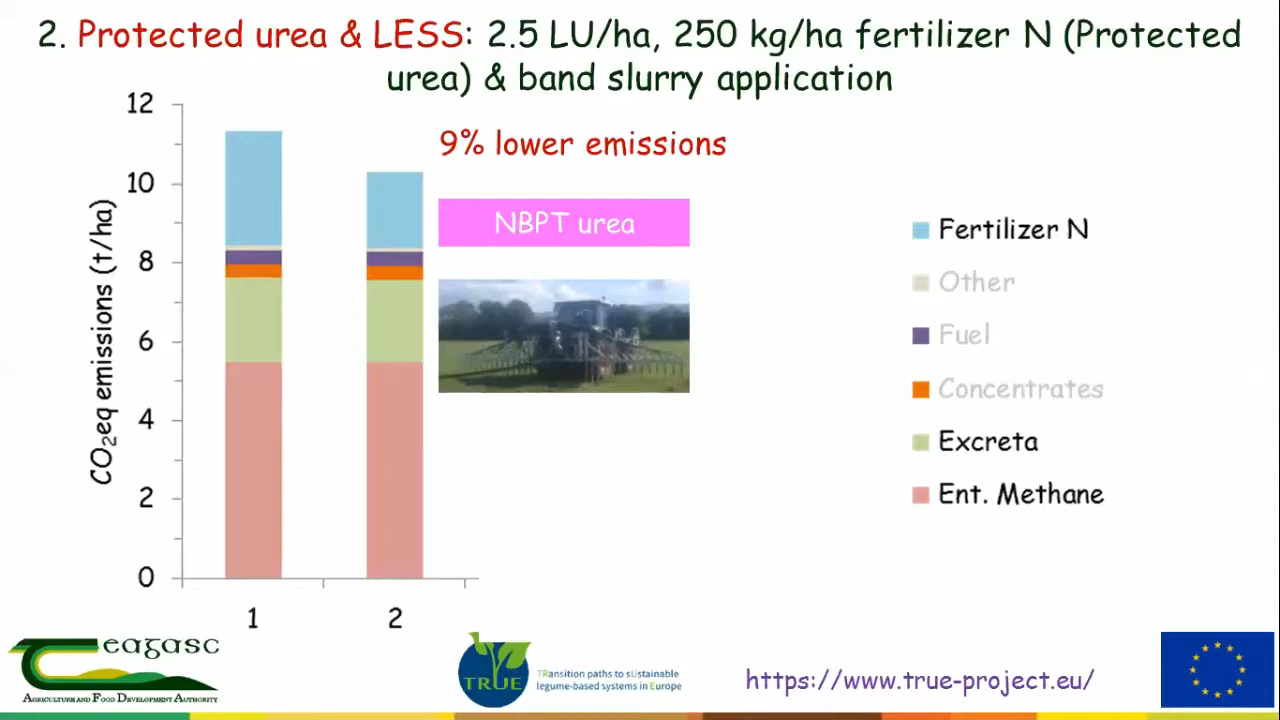 2. Protected urea & LESS: 2.5 LU/ha, 250 kg/ha fertilizer N (Protected
urea) & band slurry application
12
10
8
6
4
2
0
CO₂eq emissions (t/ha)
1
2
9% lower emissions
NBPT urea
Fertilizer N
Other
Fuel
Concentrates
Excreta
Ent. Methane
Teagasc
AGRICULTURE AND FOOD DEVELOPMENT AUTHORITY
TRUE
TRansition paths to sUstainable
legume-based systems in Europe
https://www.true-project.eu/